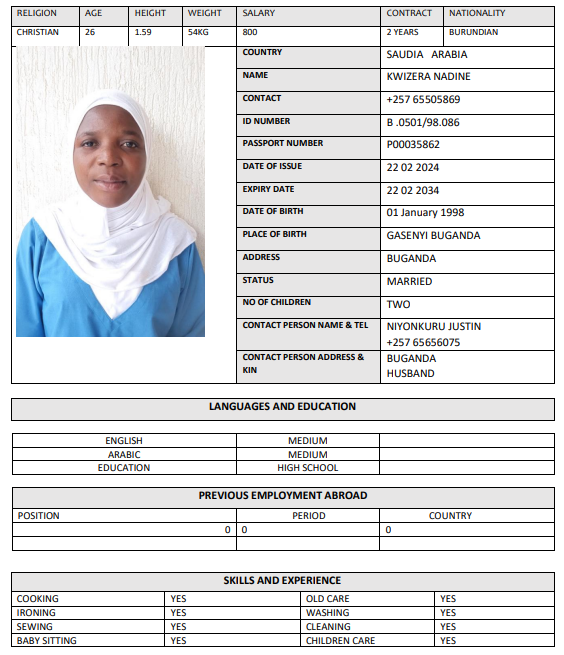 RELIGION AGE HEIGHT WEIGHT SALARY CONTRACT NATIONALITY
CHRISTIAN 26 1.59 54KG 800 2 YEARS BURUNDIAN
COUNTRY SAUDIA ARABIA
NAME KWIZERA NADINE
CONTACT +257 65505869
ID NUMBER B .0501/98.086
PASSPORT NUMBER P00035862
DATE OF ISSUE 22 02 2024
EXPIRY DATE 22 02 2034
DATE OF BIRTH 01 January 1998
PLACE OF BIRTH GASENYI BUGANDA
ADDRESS BUGANDA
STATUS MARRIED
NO OF CHILDREN TWO
CONTACT PERSON NAME & TEL NIYONKURU JUSTIN
+257 65656075
CONTACT PERSON ADDRESS & BUGANDA
KIN HUSBAND
LANGUAGES AND EDUCATION
ENGLISH MEDIUM
ARABIC MEDIUM
EDUCATION HIGH SCHOOL
PREVIOUS EMPLOYMENT ABROAD
POSITION PERIOD COUNTRY
0 0 0
SKILLS AND EXPERIENCE
COOKING YES OLD CARE YES
IRONING YES WASHING YES
SEWING YES CLEANING YES
BABY SITTING YES CHILDREN CARE YES